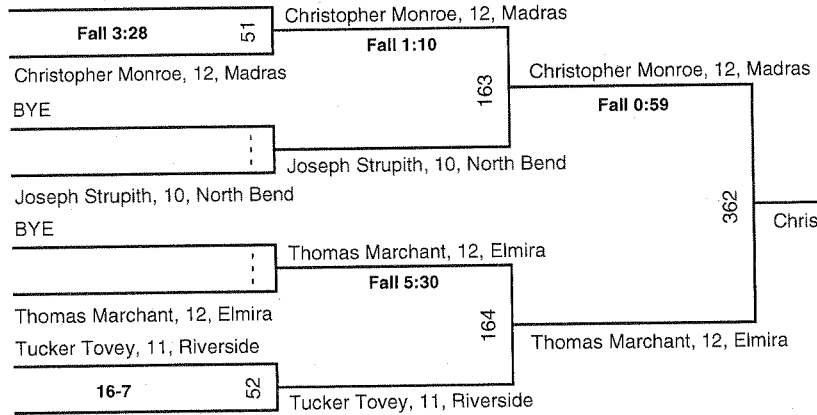 Christopher Monroe, 12, Madras
Fall 3:28
51
Fall 1:10
Christopher Monroe, 12, Madras
163
Christopher Monroe, 12, Madras
Fall 0:59
BYE
Joseph Strupith, 10, North Bend
Joseph Strupith, 10, North Bend
362
Chris
BYE
Thomas Marchant, 12, Elmira
Fall 5:30
Thomas Marchant, 12, Elmira
164
Thomas Marchant, 12, Elmira
Tucker Tovey, 11, Riverside
16-7
52
Tucker Tovey, 11, Riverside